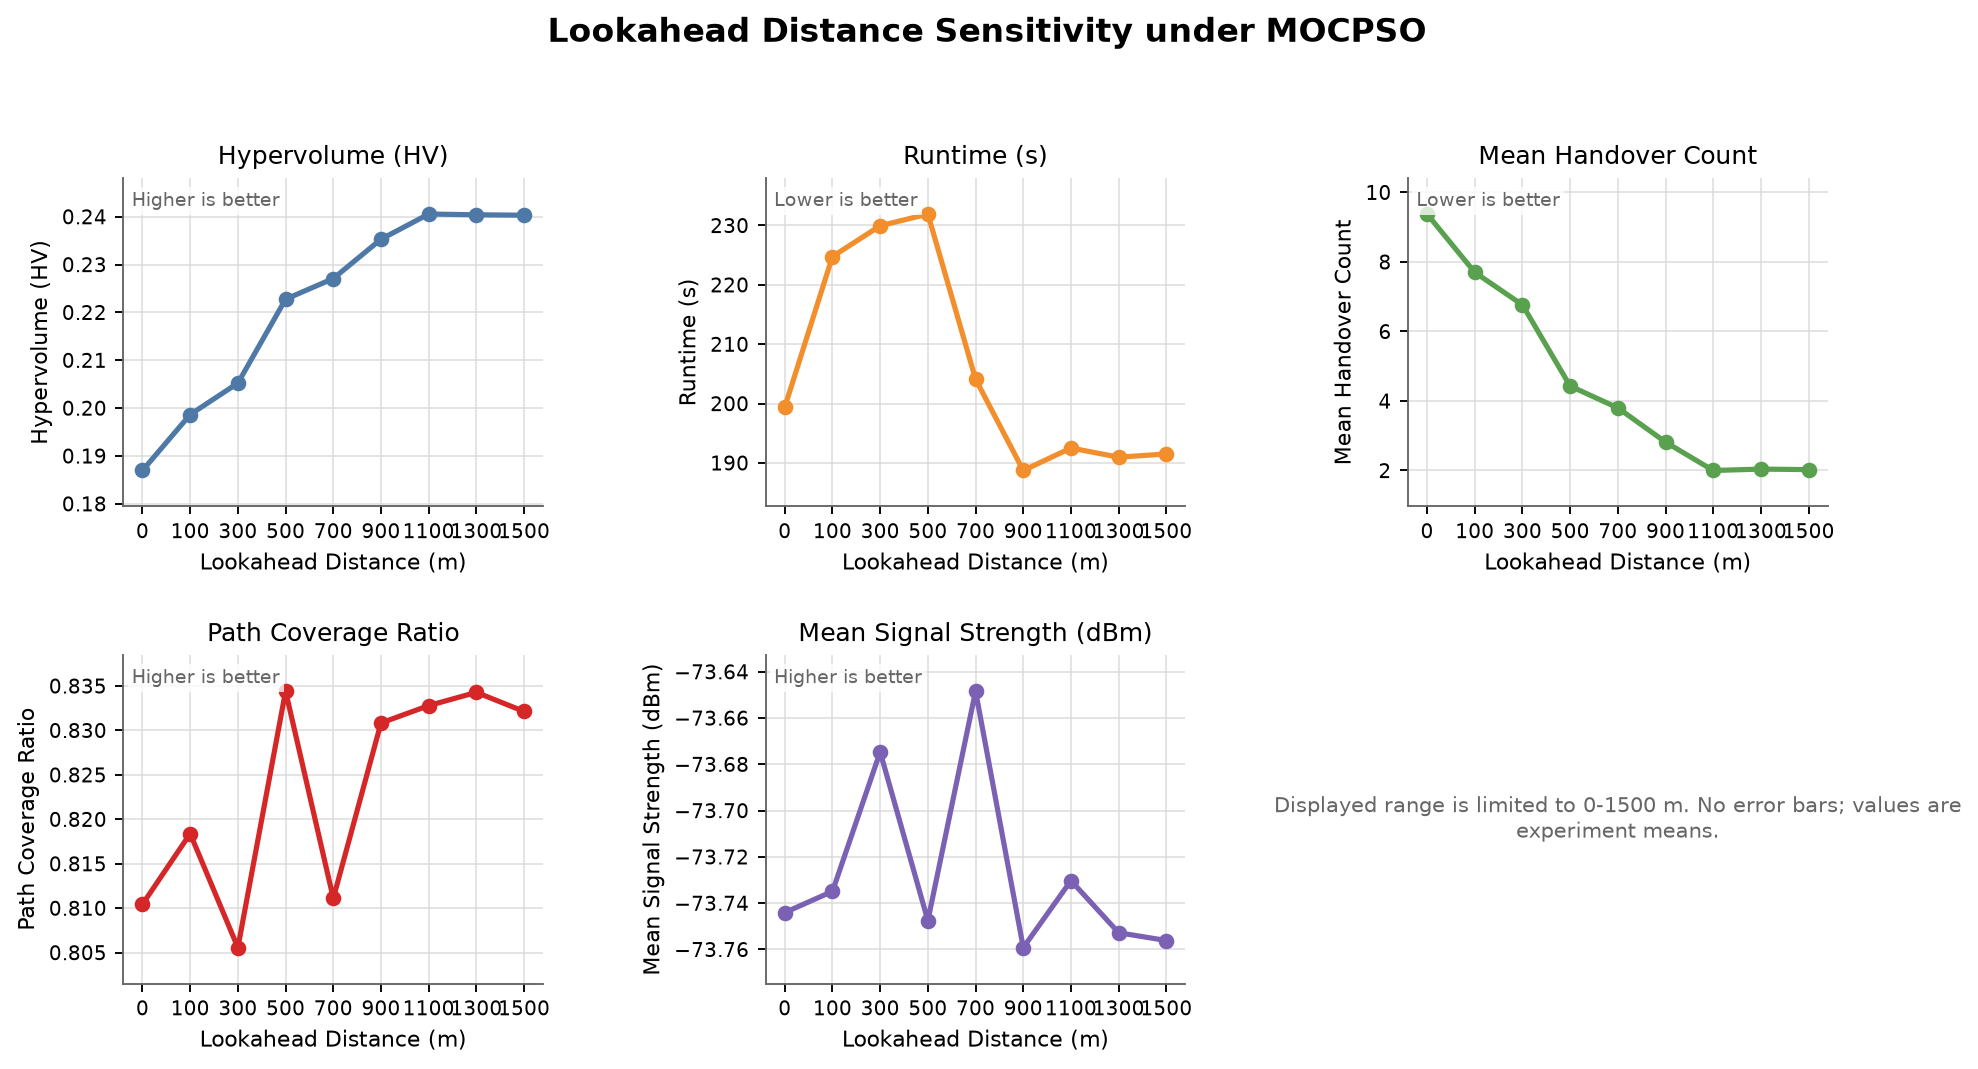 Lookahead Distance Sensitivity under MOCPSO
Hypervolume (HV)
Higher is better
Hypervolume (HV)
0.24
0.23
0.22
0.21
0.20
0.19
0.18
0 100 300 500 700 900 1100 1300 1500
Lookahead Distance (m)
Runtime (s)
Lower is better
Runtime (s)
230
220
210
200
190
0 100 300 500 700 900 1100 1300 1500
Lookahead Distance (m)
Mean Handover Count
Lower is better
Mean Handover Count
10
8
6
4
2
0 100 300 500 700 900 1100 1300 1500
Lookahead Distance (m)
Path Coverage Ratio
Higher is better
Path Coverage Ratio
0.835
0.830
0.825
0.820
0.815
0.810
0.805
0 100 300 500 700 900 1100 1300 1500
Lookahead Distance (m)
Mean Signal Strength (dBm)
Higher is better
Mean Signal Strength (dBm)
−73.64
−73.66
−73.68
−73.70
−73.72
−73.74
−73.76
0 100 300 500 700 900 1100 1300 1500
Lookahead Distance (m)
Displayed range is limited to 0-1500 m. No error bars; values are
experiment means.